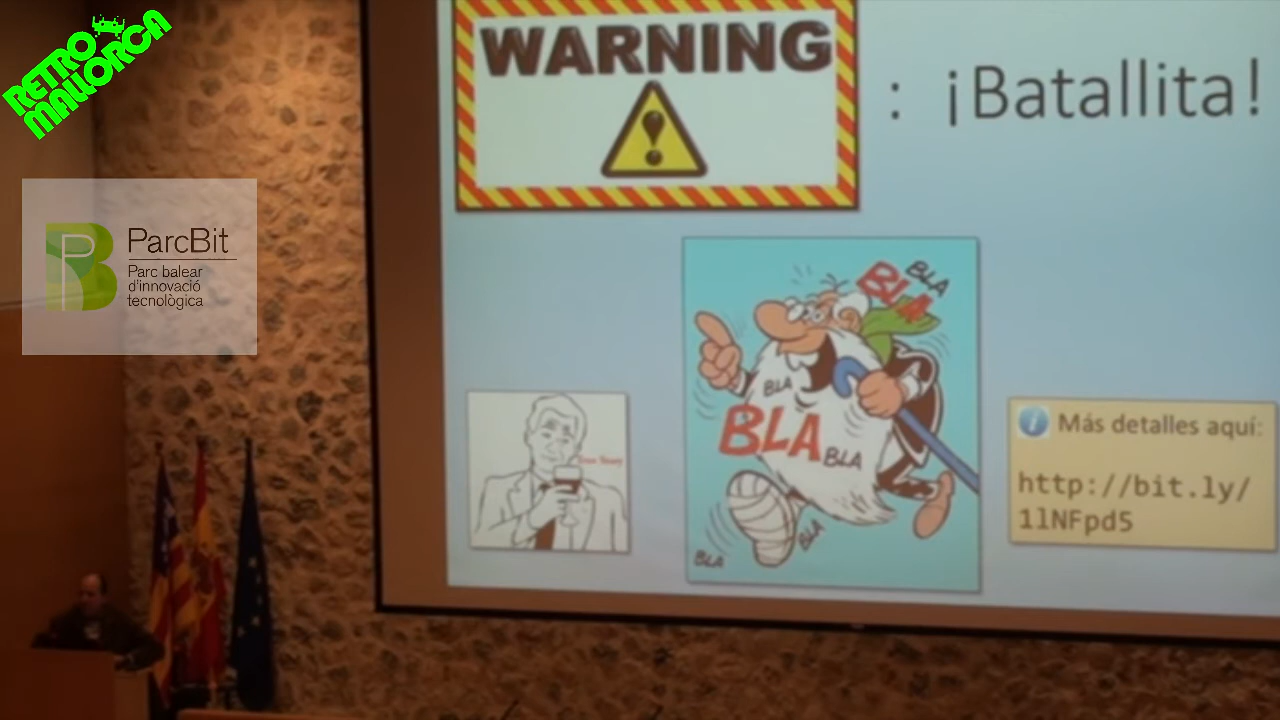 RETRO
MALLORCA
ParcBit
Parc balear
d'innovació
tecnològica
WARNING
: ¡Batallita!
BLA
BLA
BLA
BLA
BLA
BLA
BLA
Más detalles aquí:
http://bit.ly/
1lNFpd5